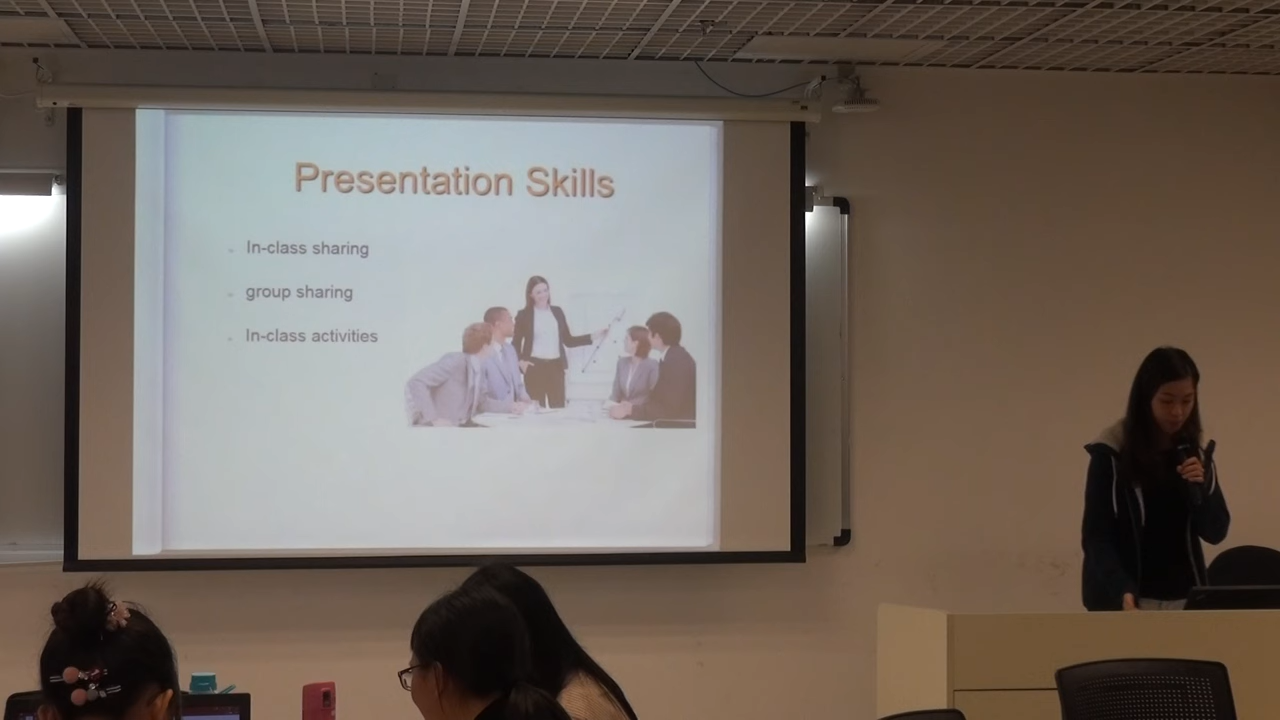 Presentation Skills
In-class sharing
group sharing
In-class activities